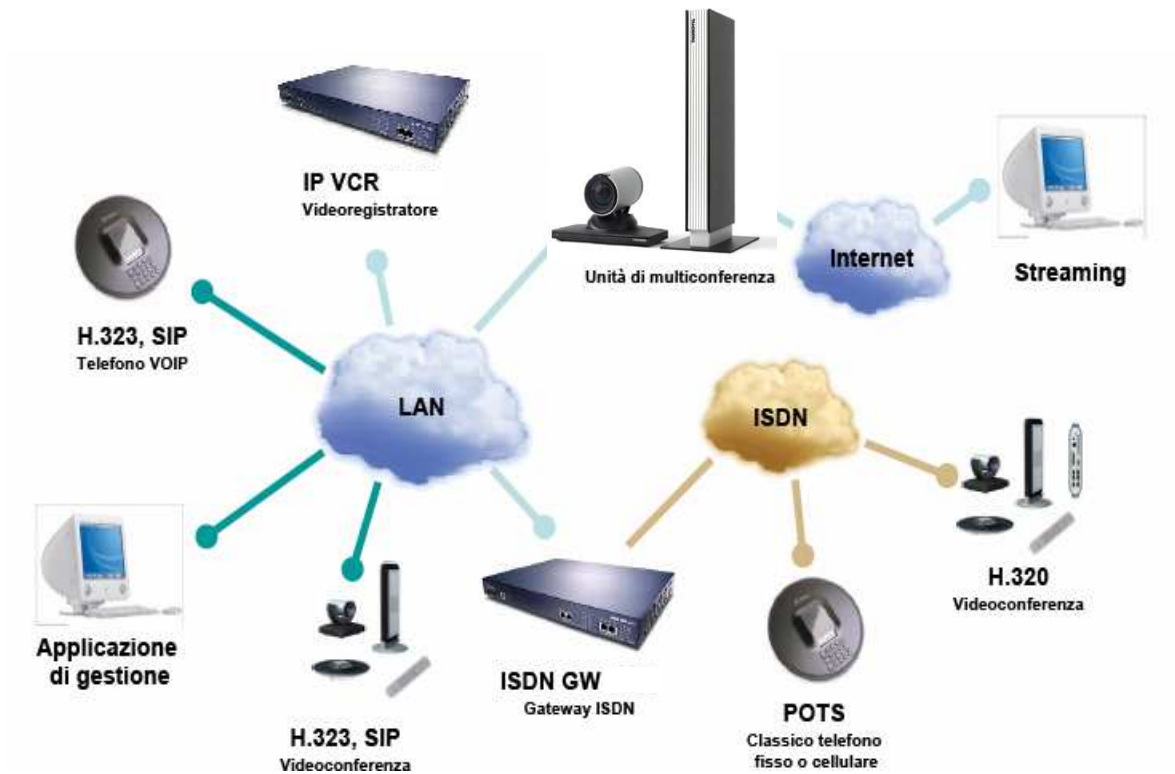 IP VCR
Videoregistratore
Unità di multiconferenza
Internet
Streaming
H.323, SIP
Telefono VOIP
LAN
ISDN
H.320
Videoconferenza
Applicazione
di gestione
ISDN GW
Gateway ISDN
POTS
Classico telefono
fisso o cellulare
H.323, SIP
Videoconferenza